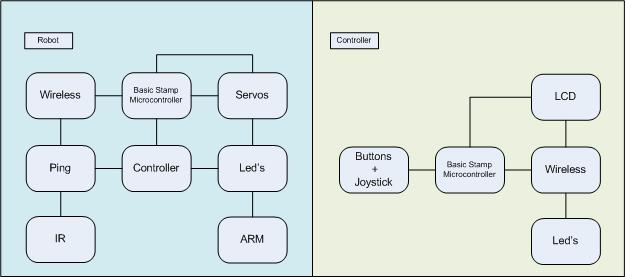 Robot
Wireless
Basic Stamp
Microcontroller
Servos
Ping
Controller
Led's
IR
ARM
Controller
LCD
Buttons
+
Joystick
Basic Stamp
Microcontroller
Wireless
Led's